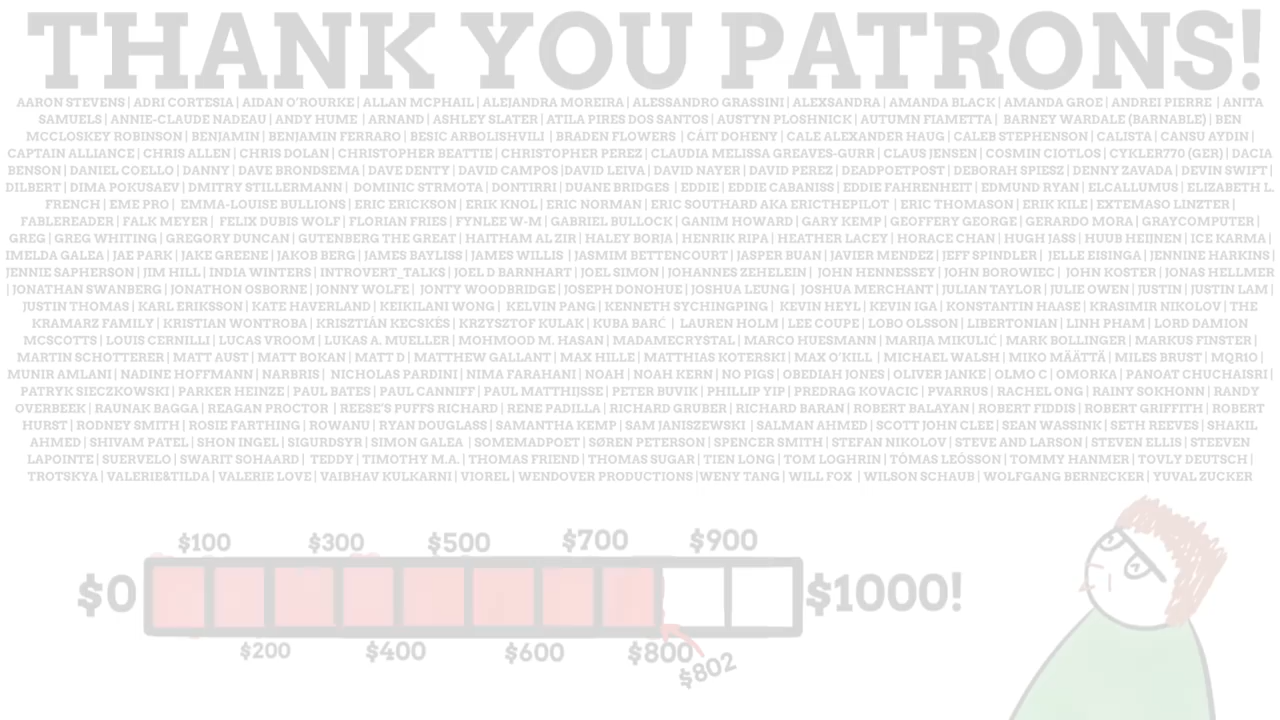 THANK YOU PATRONS!
AARON STEVENS | ADRI CORTESIA | AIDAN O'ROURKE | ALLAN MCPHAIL | ALEJANDRA MOREIRA | ALESSANDRO GRASSINI | ALEXSANDRA | AMANDA BLACK | AMANDA GROE | ANDREI PIERRE | ANITA
SAMUELS | ANNIE-CLAUDE NADEAU | ANDY HUME | ARNAND | ASHLEY SLATER | ATILA PIRES DOS SANTOS | AUSTYN PLOSHNICK | AUTUMN FIAMETTA | BARNEY WARDALE (BARNABLE) | BEN
MCCLOSKEY ROBINSON | BENJAMIN | BENJAMIN FERRARO | BESIC ARBOLISHVILI | BRADEN FLOWERS | CÁIT DOHENY | CALE ALEXANDER HAUG | CALEB STEPHENSON | CALISTA | CANSU AYDIN |
CAPTAIN ALLIANCE | CHRIS ALLEN | CHRIS DOLAN | CHRISTOPHER BEATTIE | CHRISTOPHER PEREZ | CLAUDIA MELISSA GREAVES-GURR | CLAUS JENSEN | COSMIN CIOTLOS | CYKLER770 (GER) | DACIA
BENSON | DANIEL COELLO | DANNY | DAVE BRONDSEMA | DAVE DENTY | DAVID CAMPOS |DAVID LEIVA | DAVID NAYER | DAVID PEREZ | DEADPOETPOST | DEBORAH SPIESZ | DENNY ZAVADA | DEVIN SWIFT |
DILBERT | DIMA POKUSAEV | DMITRY STILLERMANN | DOMINIC STRMOTA | DONTIRRI | DUANE BRIDGES | EDDIE | EDDIE CABANISS | EDDIE FAHRENHEIT | EDMUND RYAN | ELCALLUMUS | ELIZABETH L.
FRENCH | EME PRO | EMMA-LOUISE BULLIONS | ERIC ERICKSON | ERIK KNOL | ERIC NORMAN | ERIC SOUTHARD AKA ERICTHEPILOT | ERIC THOMASON | ERIK KILE | EXTEMASO LINZTER |
FABLEREADER | FALK MEYER | FELIX DUBIS WOLF | FLORIAN FRIES | FYNLEE W-M | GABRIEL BULLOCK | GANIM HOWARD | GARY KEMP | GEOFFERY GEORGE | GERARDO MORA | GRAYCOMPUTER |
GREG | GREG WHITING | GREGORY DUNCAN | GUTENBERG THE GREAT | HAITHAM AL ZIR | HALEY BORJA | HENRIK RIPA | HEATHER LACEY | HORACE CHAN | HUGH JASS | HUUB HEIJNEN | ICE KARMA |
IMELDA GALEA | JAE PARK | JAKE GREENE | JAKOB BERG | JAMES BAYLISS | JAMES WILLIS | JASMIM BETTENCOURT | JASPER BUAN | JAVIER MENDEZ | JEFF SPINDLER | JELLE EISINGA | JENNINE HARKINS |
JENNIE SAPHERSON | JIM HILL | INDIA WINTERS | INTROVERT_TALKS | JOEL D BARNHART | JOEL SIMON | JOHANNES ZEHELEIN | JOHN HENNESSEY | JOHN BOROWIEC | JOHN KOSTER | JONAS HELLMER
| JONATHAN SWANBERG | JONATHON OSBORNE | JONNY WOLFE | JONTY WOODBRIDGE | JOSEPH DONOHUE | JOSHUA LEUNG | JOSHUA MERCHANT | JULIAN TAYLOR | JULIE OWEN | JUSTIN | JUSTIN LAM |
JUSTIN THOMAS | KARL ERIKSSON | KATE HAVERLAND | KEIKILANI WONG | KELVIN PANG | KENNETH SYCHINGPING | KEVIN HEYL | KEVIN IGA | KONSTANTIN HAASE | KRASIMIR NIKOLOV | THE
KRAMARZ FAMILY | KRISTIAN WONTROBA | KRISZTIÁN KECSKÉS | KRZYSZTOF KULAK | KUBA BARĆ | LAUREN HOLM | LEE COUPE | LOBO OLSSON | LIBERTONIAN | LINH PHAM | LORD DAMION
MCSCOTTS | LOUIS CERNILLI | LUCAS VROOM | LUKAS A. MUELLER | MOHMOOD M. HASAN | MADAMECRYSTAL | MARCO HUESMANN | MARIJA MIKULIĆ | MARK BOLLINGER | MARKUS FINSTER |
MARTIN SCHOTTERER | MATT AUST | MATT BOKAN | MATT D | MATTHEW GALLANT | MAX HILLE | MATTHIAS KOTERSKI | MAX O'KILL | MICHAEL WALSH | MIKO MÄÄTTÄ | MILES BRUST | MQRIO |
MUNIR AMLANI | NADINE HOFFMANN | NARBRIS | NICHOLAS PARDINI | NIMA FARAHANI | NOAH | NOAH KERN | NO PIGS | OBEDIAH JONES | OLIVER JANKE | OLMO C | OMORKA | PANOAT CHUCHAISRI |
PATRYK SIECZKOWSKI | PARKER HEINZE | PAUL BATES | PAUL CANNIFF | PAUL MATTHIJSSE | PETER BUVIK | PHILLIP YIP | PREDRAG KOVACIC | PVARRUS | RACHEL ONG | RAINY SOKHONN | RANDY
OVERBEEK | RAUNAK BAGGA | REAGAN PROCTOR | REESE'S PUFFS RICHARD | RENE PADILLA | RICHARD GRUBER | RICHARD BARAN | ROBERT BALAYAN | ROBERT FIDDIS | ROBERT GRIFFITH | ROBERT
HURST | RODNEY SMITH | ROSIE FARTHING | ROWANU | RYAN DOUGLASS | SAMANTHA KEMP | SAM JANISZEWSKI | SALMAN AHMED | SCOTT JOHN CLEE | SEAN WASSINK | SETH REEVES | SHAKIL
AHMED | SHIVAM PATEL | SHON INGEL | SIGURDSYR | SIMON GALEA | SOMEMADPOET | SØREN PETERSON | SPENCER SMITH | STEFAN NIKOLOV | STEVE AND LARSON | STEVEN ELLIS | STEEVEN
LAPOINTE | SUERVELO | SWARIT SOHAARD | TEDDY | TIMOTHY M.A. | THOMAS FRIEND | THOMAS SUGAR | TIEN LONG | TOM LOGHRIN | TÓMAS LEÓSSON | TOMMY HANMER | TOVLY DEUTSCH |
TROTSKYA | VALERIE&TILDA | VALERIE LOVE | VAIBHAV KULKARNI | VIOREL | WENDOVER PRODUCTIONS |WENY TANG | WILL FOX | WILSON SCHAUB | WOLFGANG BERNECKER | YUVAL ZUCKER
$100 $300 $500 $700 $900
$0 $1000!
$200 $400 $600 $800 $802